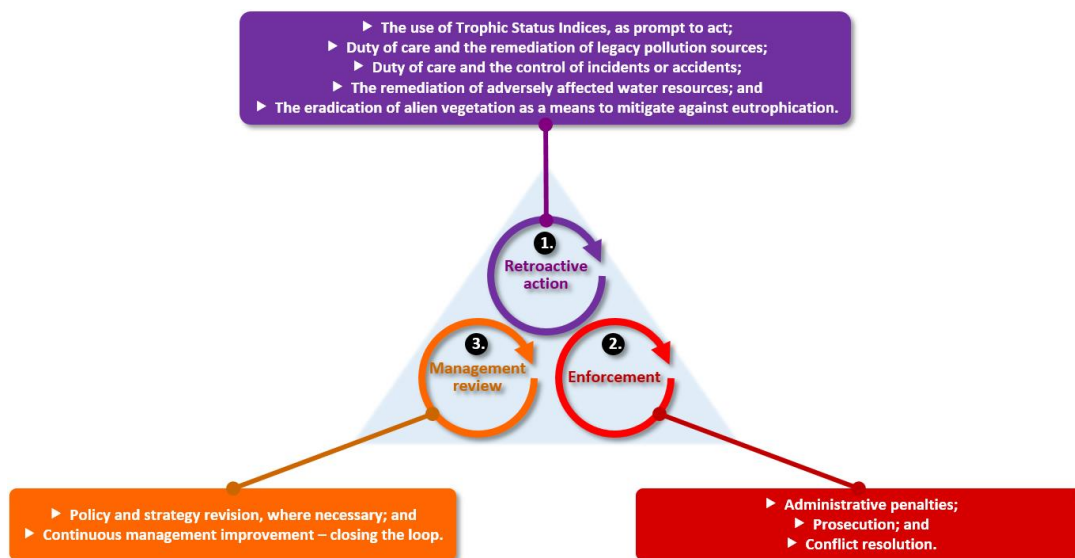 ► The use of Trophic Status Indices, as prompt to act;
► Duty of care and the remediation of legacy pollution sources;
► Duty of care and the control of incidents or accidents;
► The remediation of adversely affected water resources; and
► The eradication of alien vegetation as a means to mitigate against eutrophication.
1.
Retroactive
action
3.
Management
review
2.
Enforcement
► Policy and strategy revision, where necessary; and
► Continuous management improvement – closing the loop.
► Administrative penalties;
► Prosecution; and
► Conflict resolution.